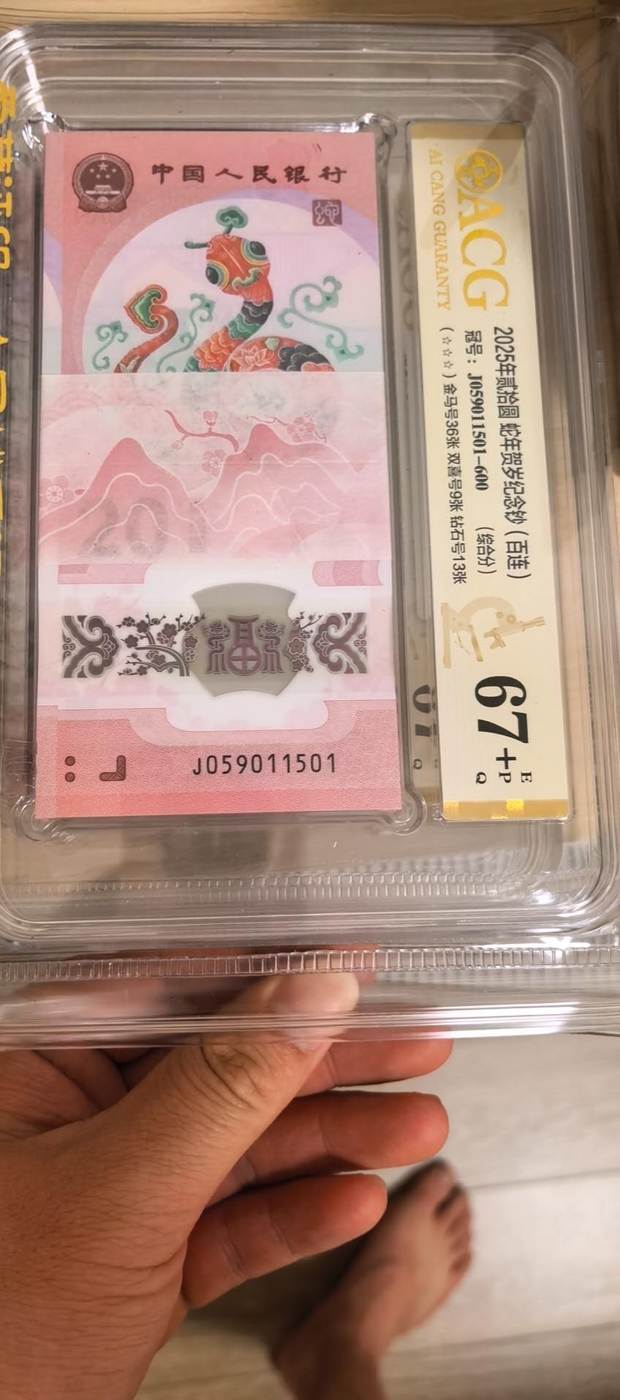 中国人民银行
J059011501
ACG
AI CANG GUARANTY
2025年贰拾圆 蛇年贺岁纪念钞（百连）
冠号：J059011501-600 （综合分）
（☆☆☆）金马号36张 双喜号9张 钻石号13张
67+
E
P
Q
Q